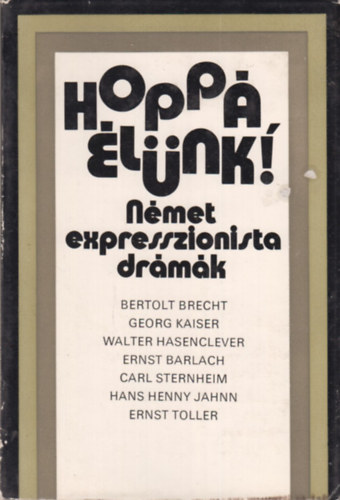 HOPPÁ
ÉLÜNK!
Német
expresszionista
drámák
BERTOLT BRECHT
GEORG KAISER
WALTER HASENCLEVER
ERNST BARLACH
CARL STERNHEIM
HANS HENNY JAHNN
ERNST TOLLER